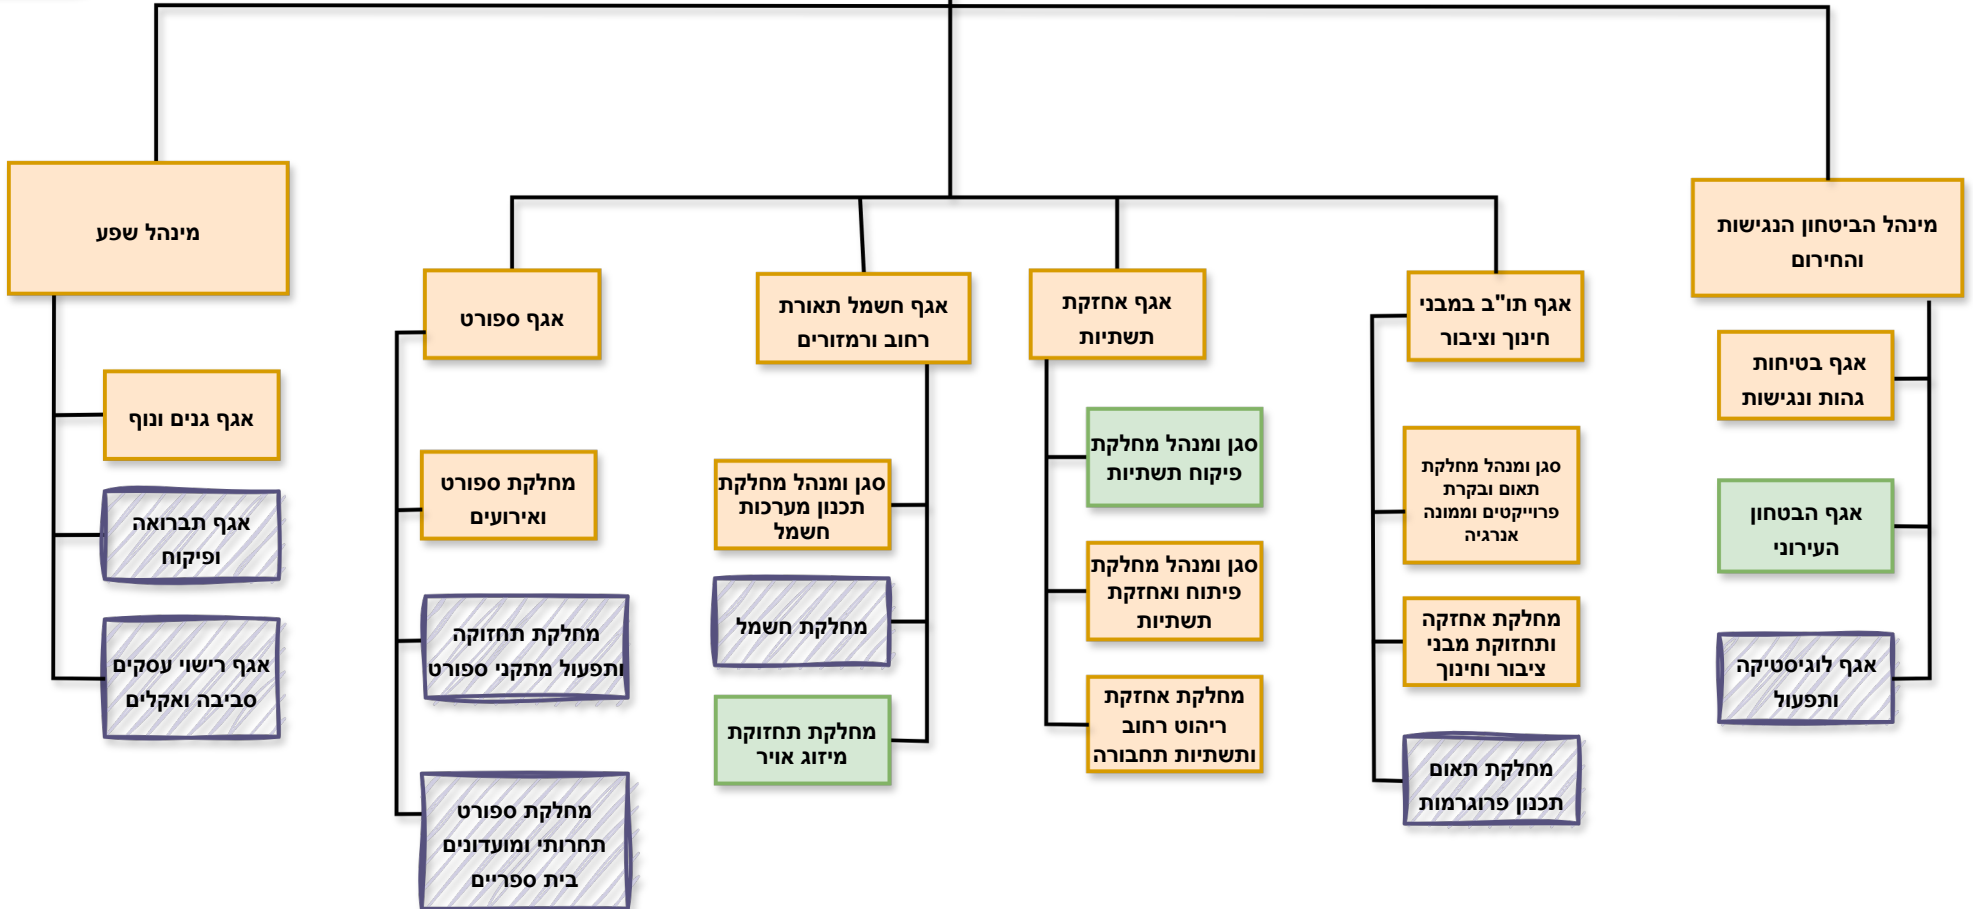 מינהל הביטחון הנגישות
והחירום
אגף בטיחות
גהות ונגישות
אגף הבטחון
העירוני
אגף לוגיסטיקה
ותפעול
אגף תו"ב במבני
חינוך וציבור
סגן ומנהל מחלקת
תאום ובקרת
פרוייקטים וממונה
אנרגיה
מחלקת אחזקה
ותחזוקת מבני
ציבור וחינוך
מחלקת תאום
תכנון פרוגרמות
אגף אחזקת
תשתיות
סגן ומנהל מחלקת
פיקוח תשתיות
סגן ומנהל מחלקת
פיתוח ואחזקת
תשתיות
מחלקת אחזקת
ריהוט רחוב
ותשתיות תחבורה
אגף חשמל תאורת
רחוב ורמזורים
סגן ומנהל מחלקת
תכנון מערכות
חשמל
מחלקת חשמל
מחלקת תחזוקת
מיזוג אויר
אגף ספורט
מחלקת ספורט
ואירועים
מחלקת תחזוקה
ותפעול מתקני ספורט
מחלקת ספורט
תחרותי ומועדונים
בית ספריים
מינהל שפע
אגף גנים ונוף
אגף תברואה
ופיקוח
אגף רישוי עסקים
סביבה ואקלים